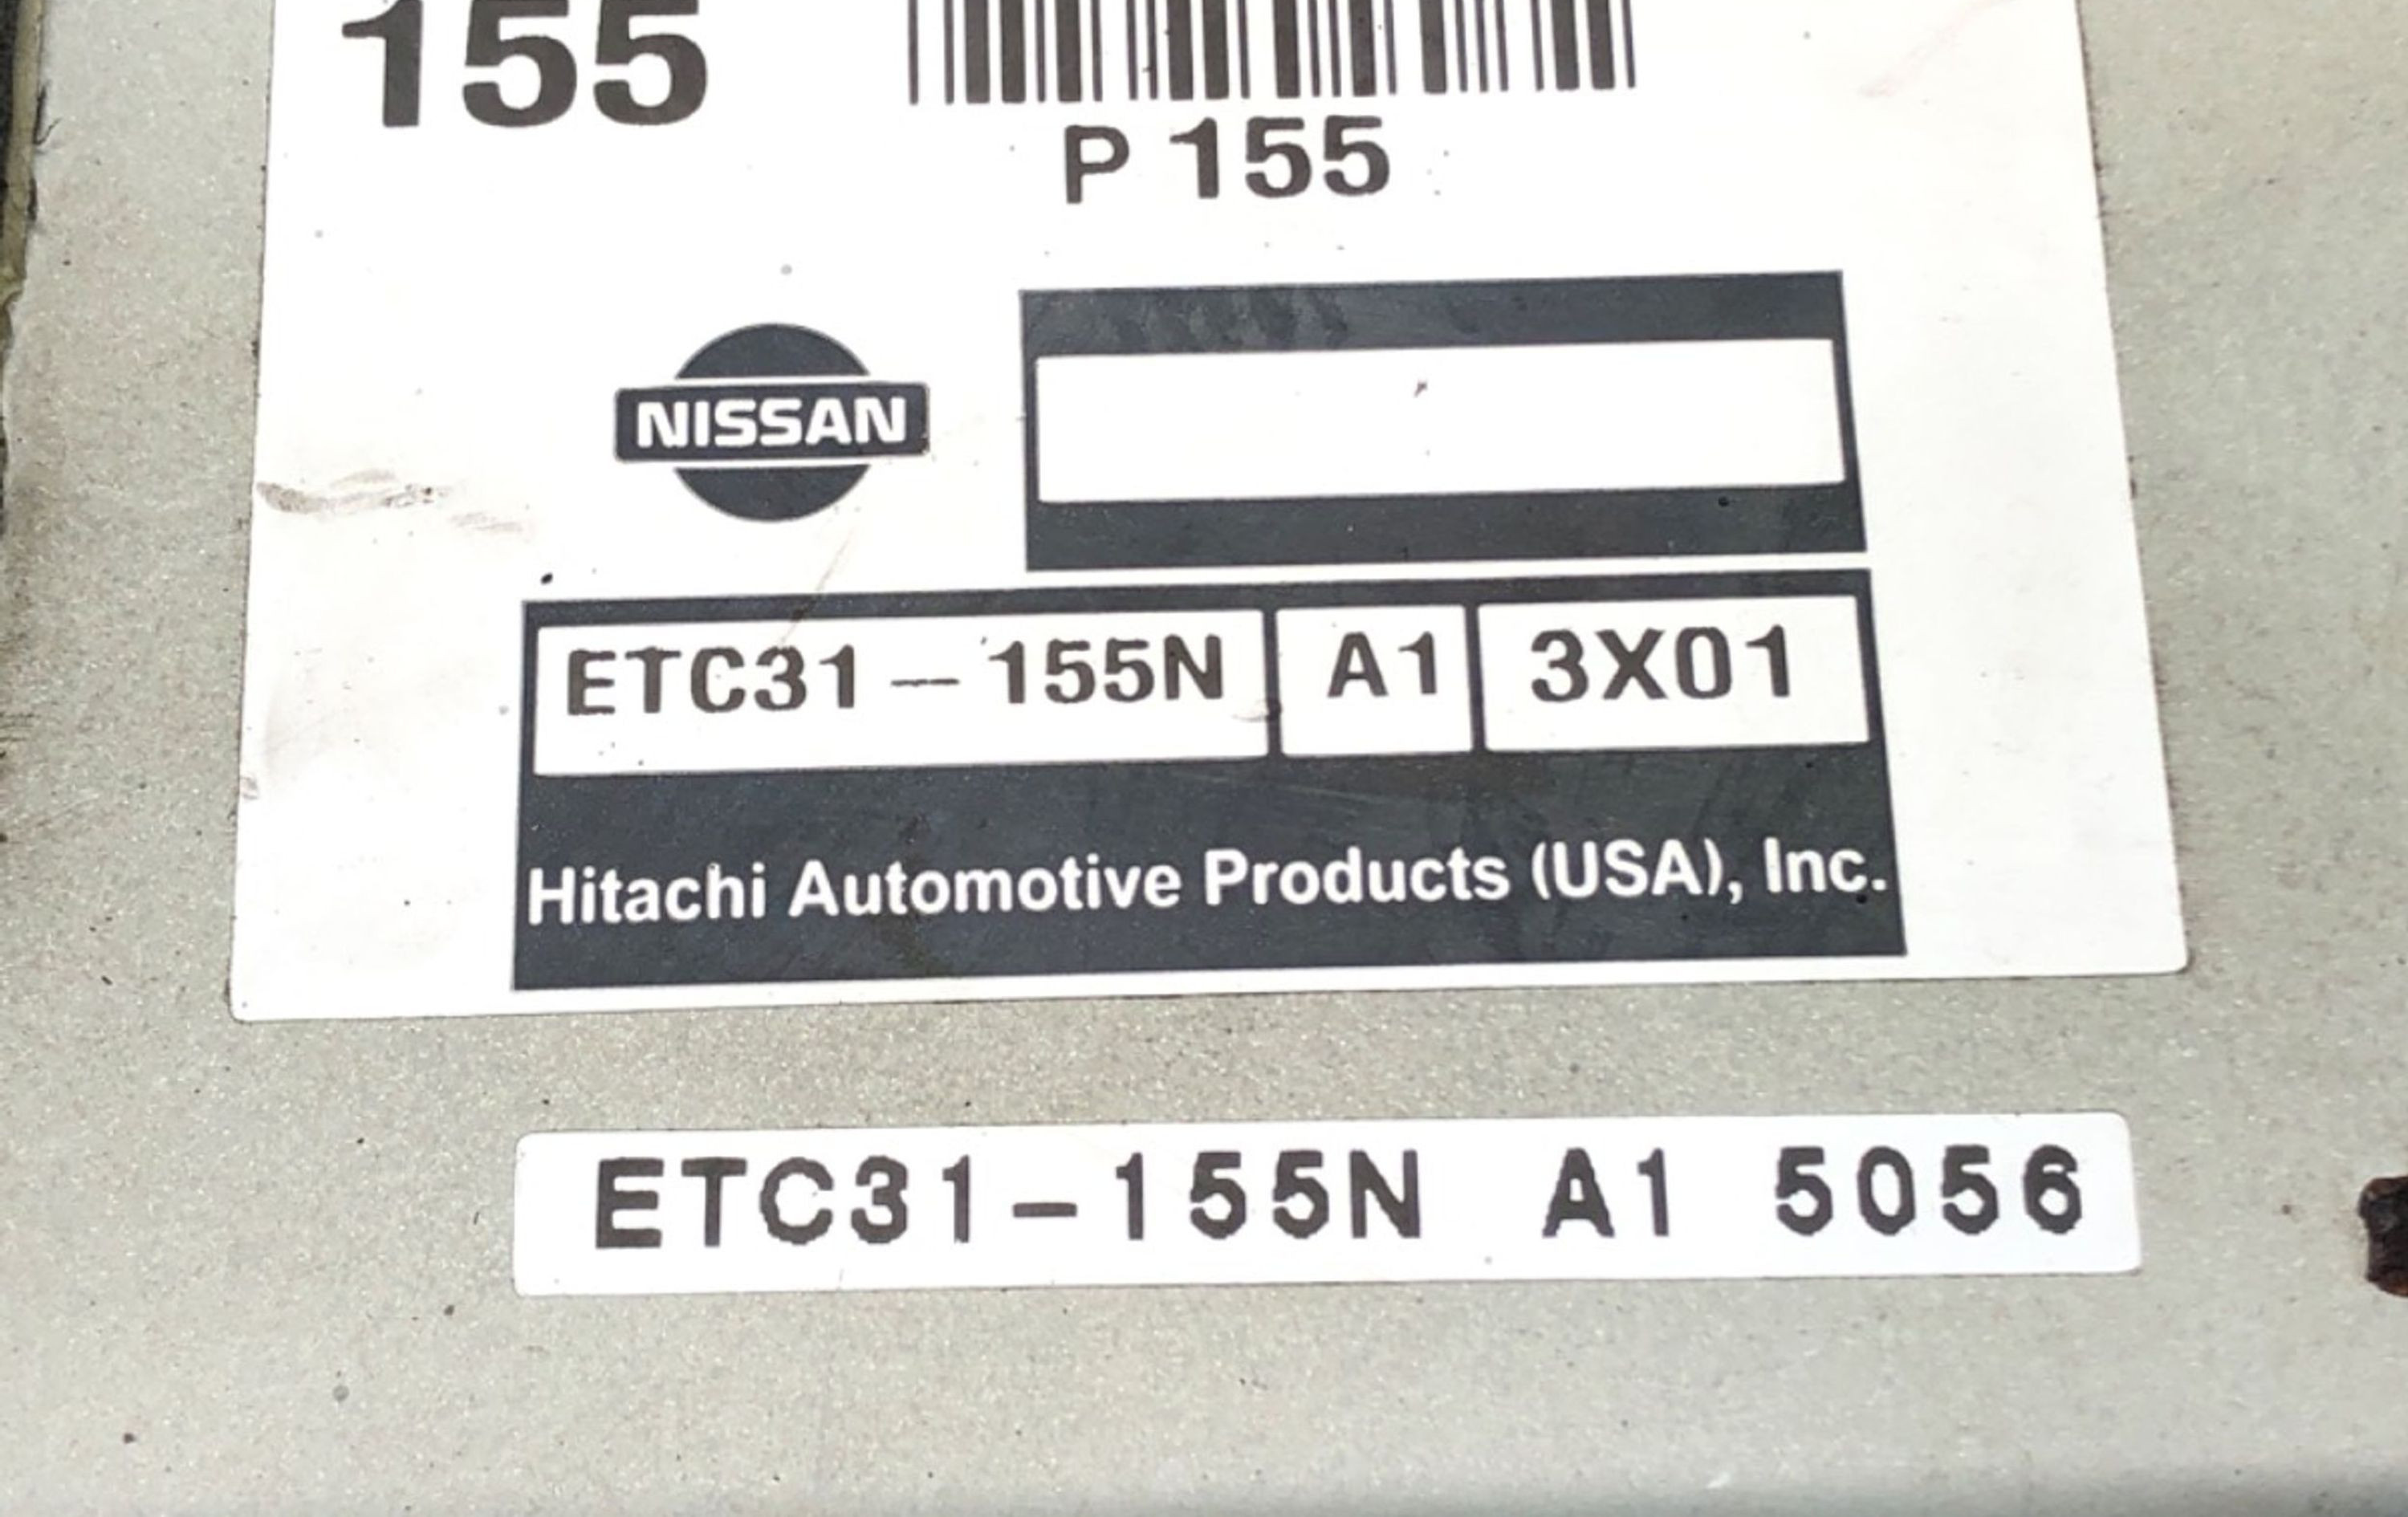 155
P 155
NISSAN
ETC31-155N A1 3X01
Hitachi Automotive Products (USA), Inc.
ETC31-155N A1 5056